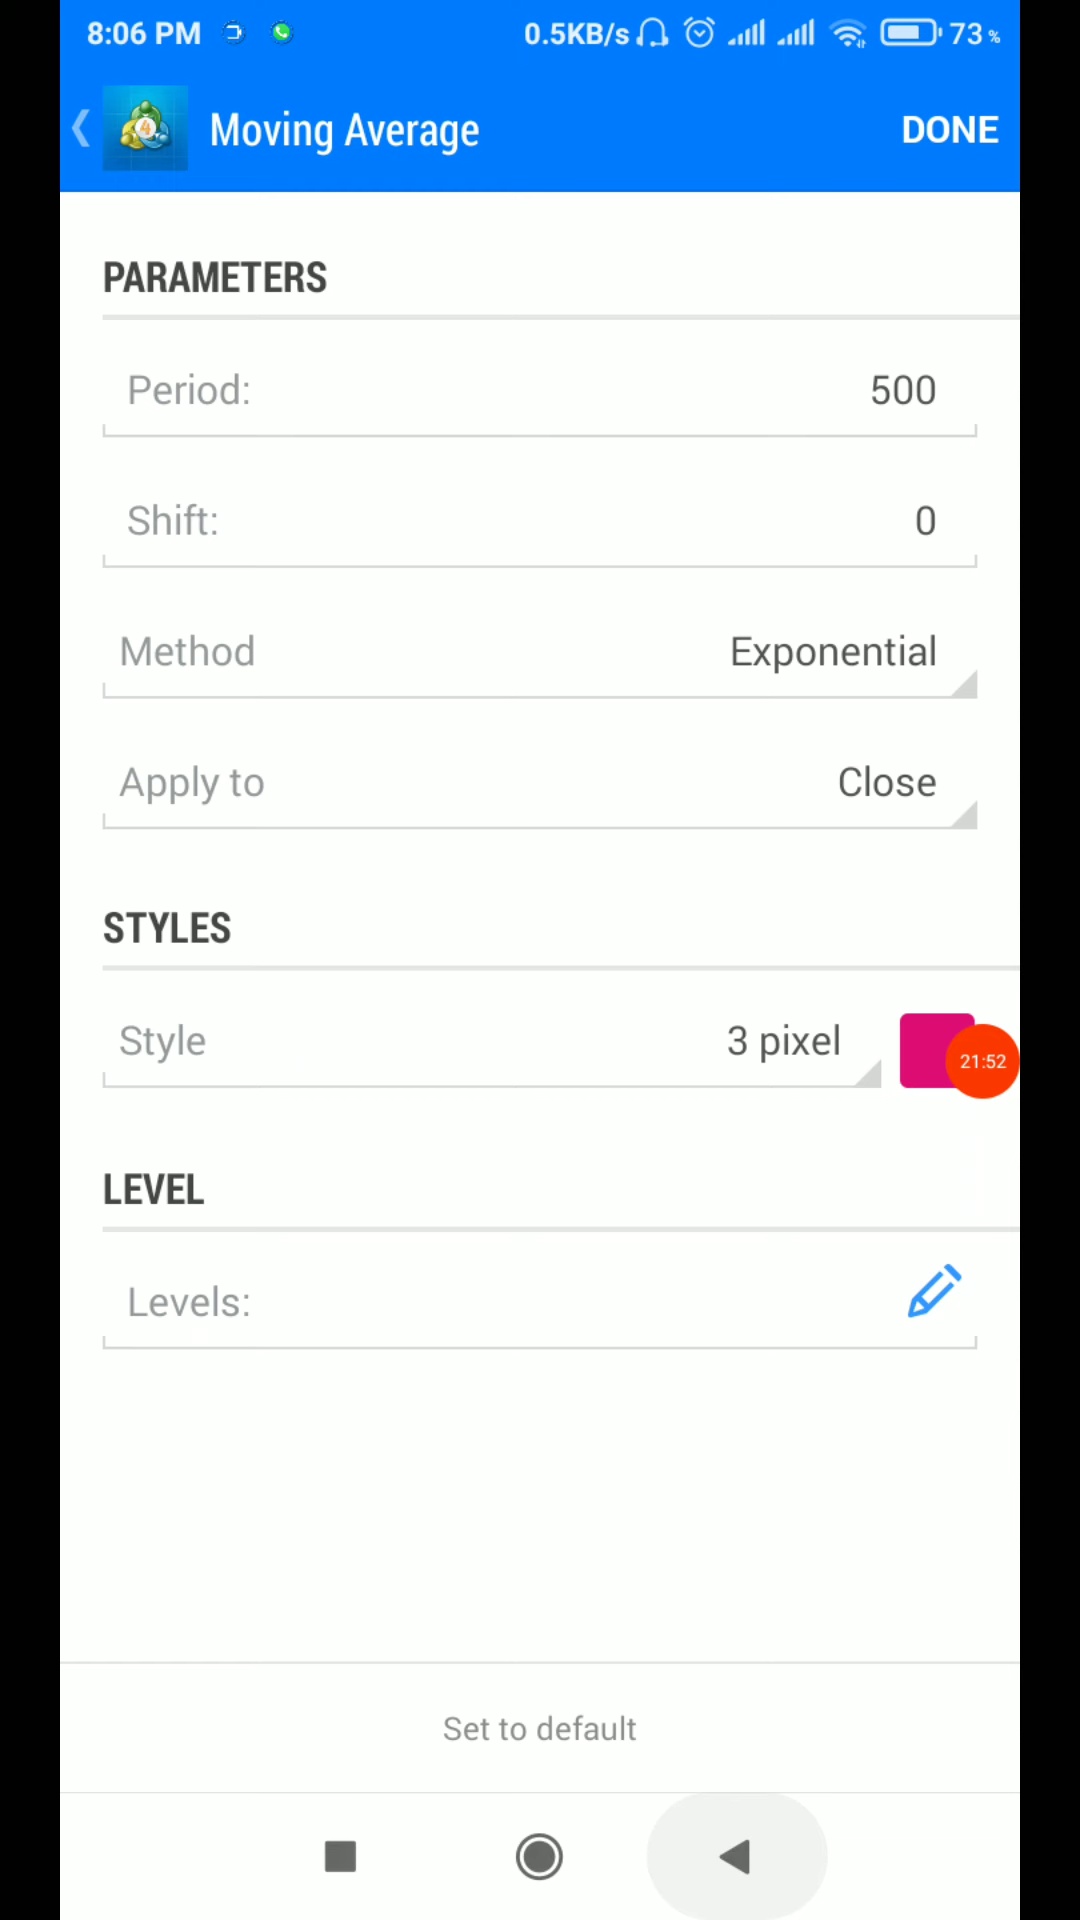 8:06 PM 0.5KB/s 73 %
4 Moving Average DONE
PARAMETERS
Period: 500
Shift: 0
Method Exponential
Apply to Close
STYLES
Style 3 pixel
21:52
LEVEL
Levels:
Set to default